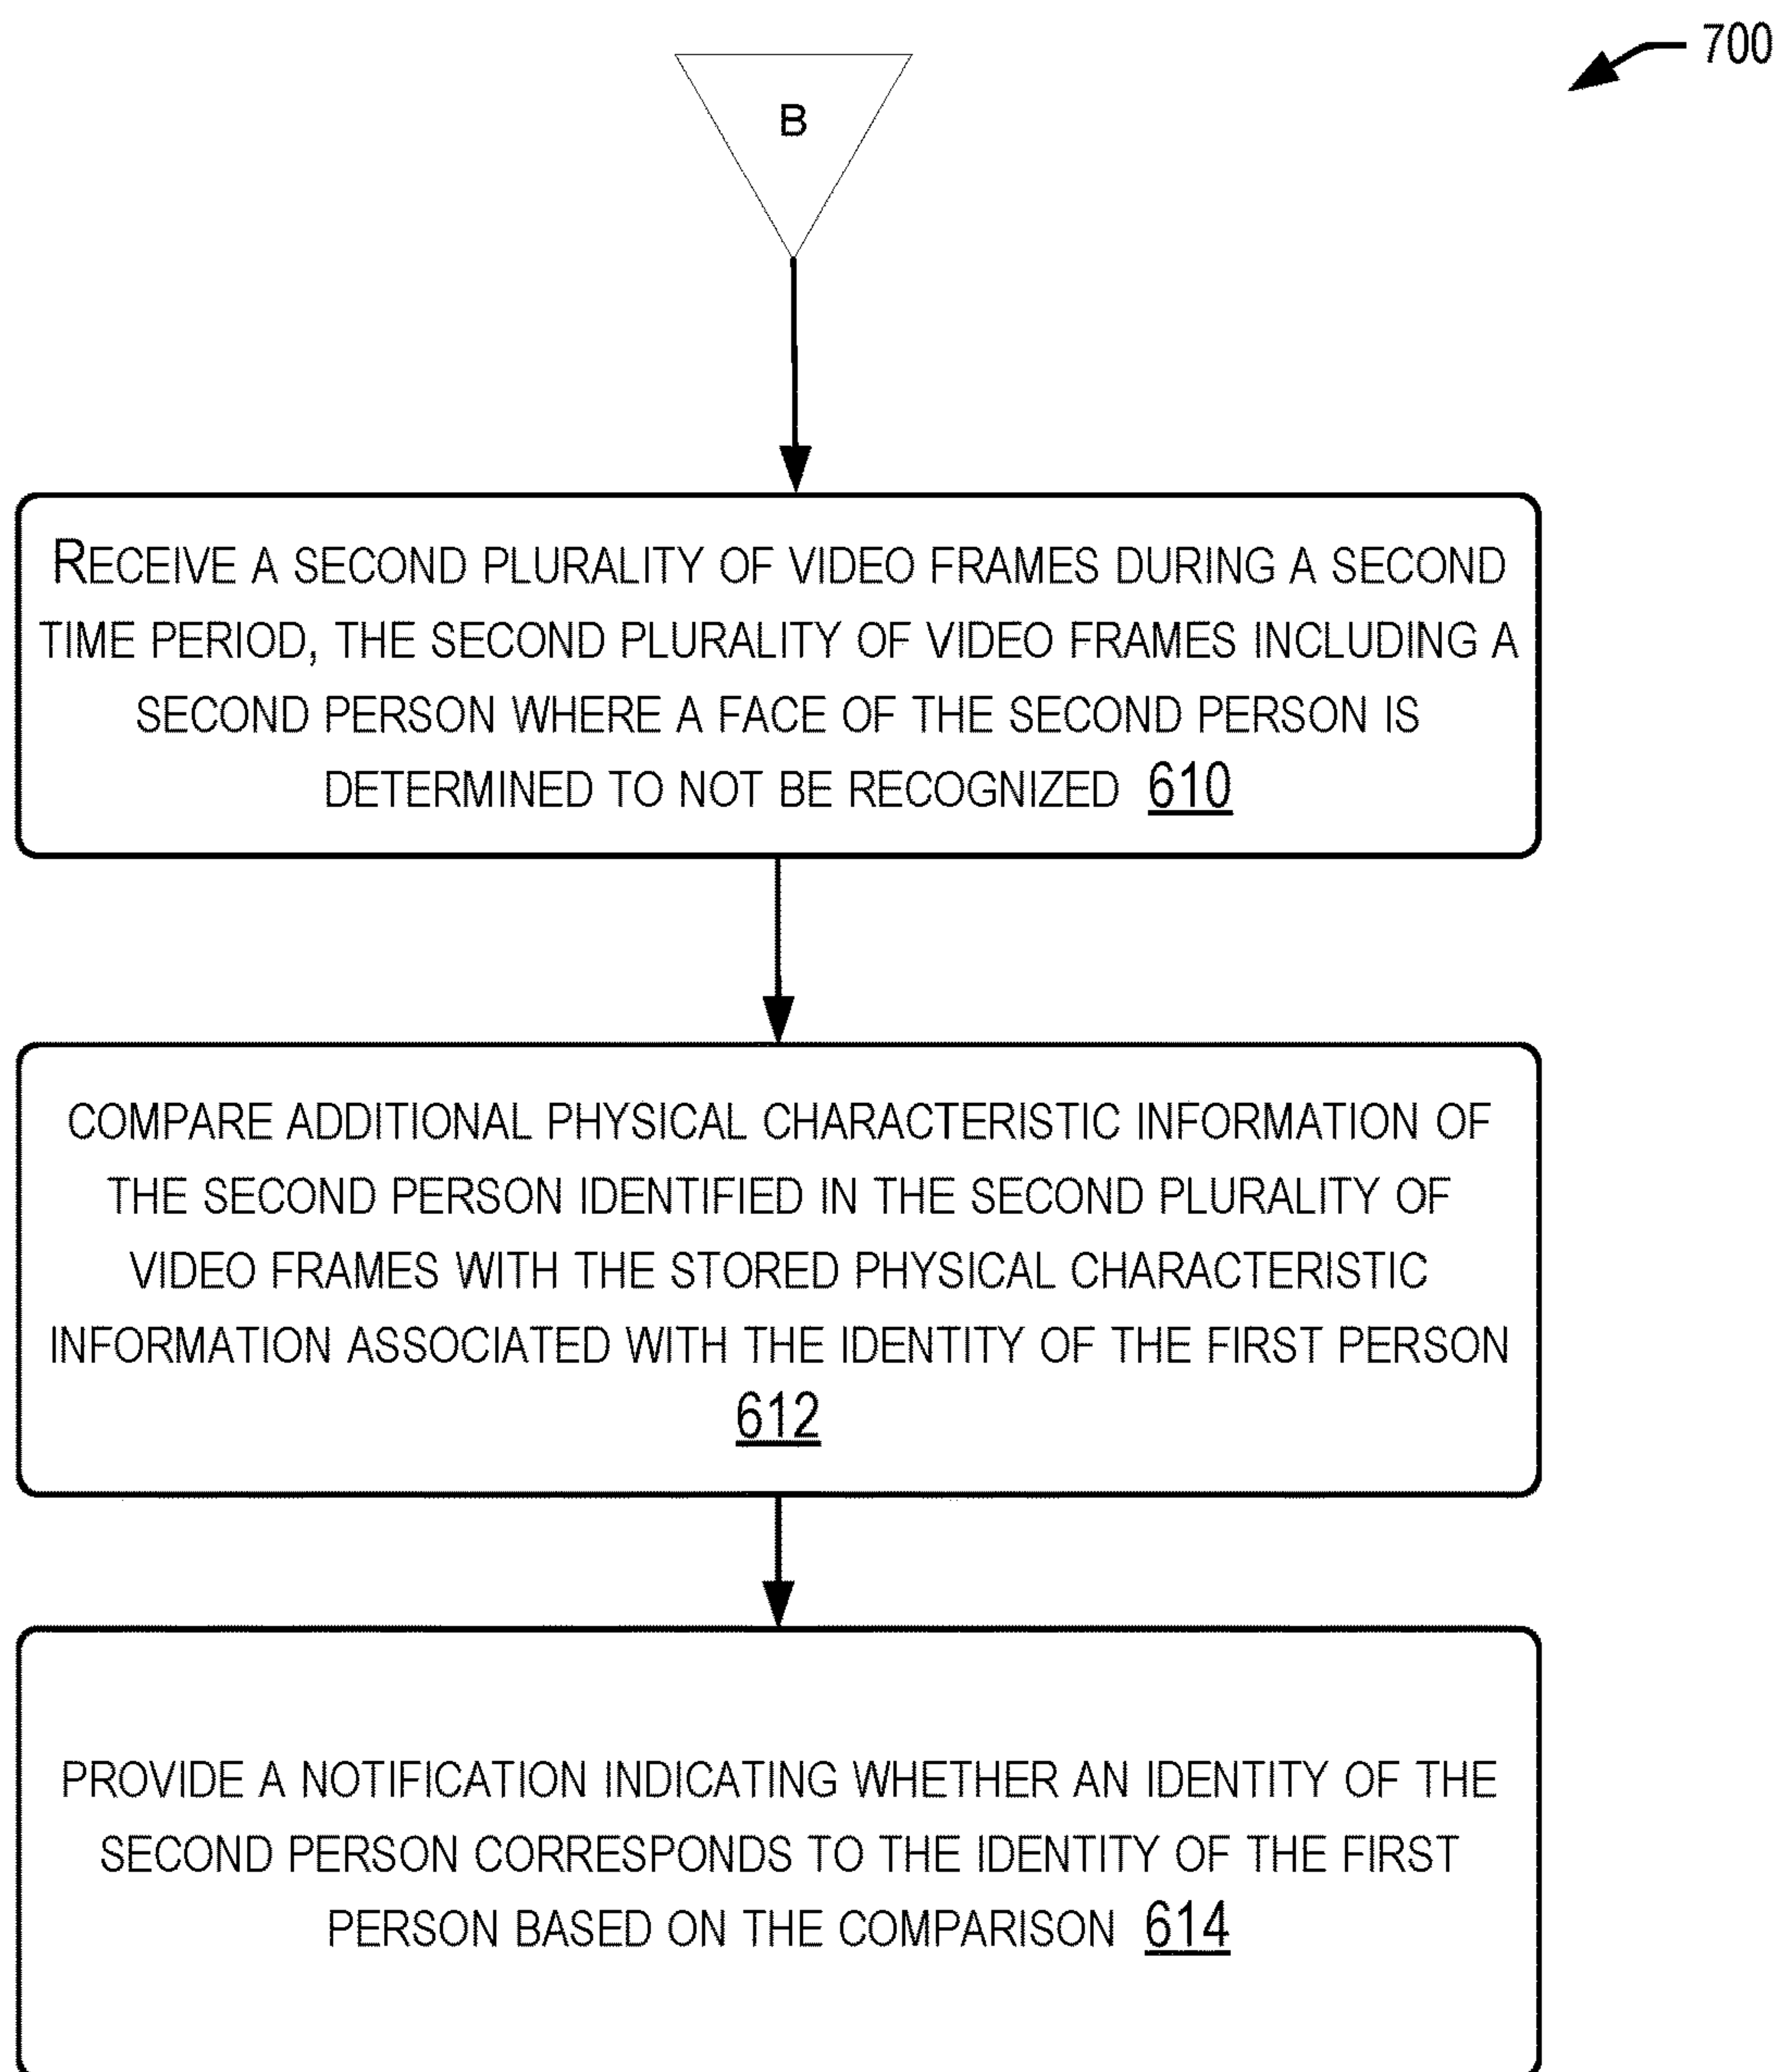 700
B
RECEIVE A SECOND PLURALITY OF VIDEO FRAMES DURING A SECOND
TIME PERIOD, THE SECOND PLURALITY OF VIDEO FRAMES INCLUDING A
SECOND PERSON WHERE A FACE OF THE SECOND PERSON IS
DETERMINED TO NOT BE RECOGNIZED 610
COMPARE ADDITIONAL PHYSICAL CHARACTERISTIC INFORMATION OF
THE SECOND PERSON IDENTIFIED IN THE SECOND PLURALITY OF
VIDEO FRAMES WITH THE STORED PHYSICAL CHARACTERISTIC
INFORMATION ASSOCIATED WITH THE IDENTITY OF THE FIRST PERSON
612
PROVIDE A NOTIFICATION INDICATING WHETHER AN IDENTITY OF THE
SECOND PERSON CORRESPONDS TO THE IDENTITY OF THE FIRST
PERSON BASED ON THE COMPARISON 614